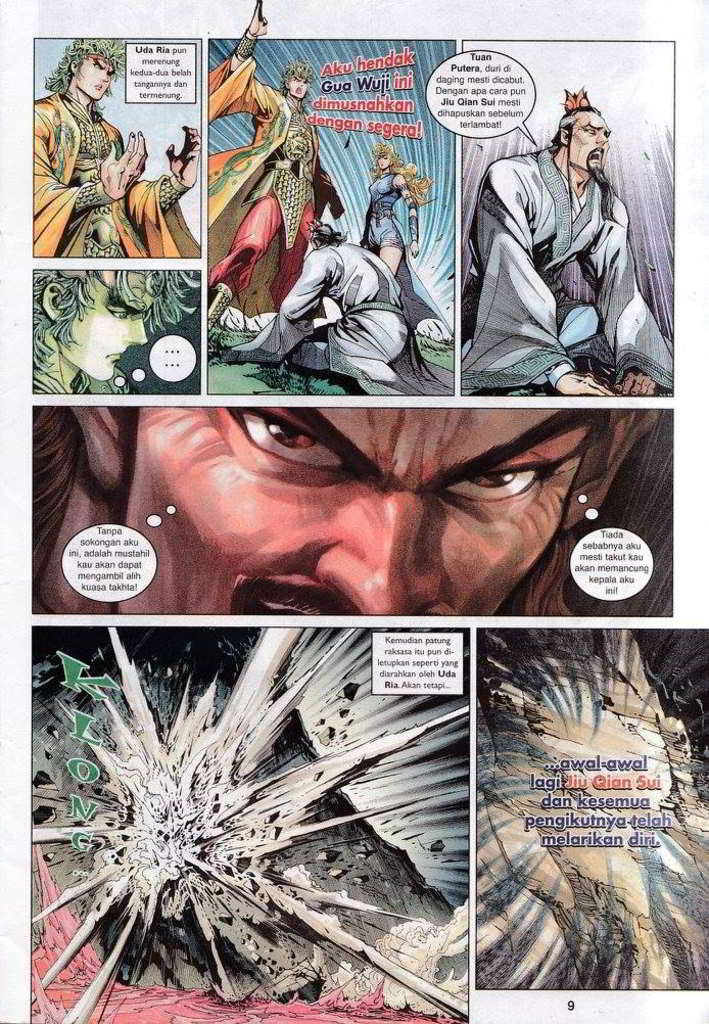 Uda Ria pun
merenung
kedua-dua belah
tangannya dan
termenung.
...
...
Aku hendak
Gua Wuji ini
dimusnahkan
dengan segera!
Tuan
Putera, duri di
daging mesti dicabut.
Dengan apa cara pun
Jiu Qian Sui mesti
dihapuskan sebelum
terlambat!
Tanpa
sokongan aku
ini, adalah mustahil
kau akan dapat
mengambil alih
kuasa takhta!
Tiada
sebabnya aku
mesti takut kau
akan memancung
kepala aku
ini!
KLONG...
Kemudian patung
raksasa itu pun di-
letupkan seperti yang
diarahkan oleh Uda
Ria. Akan tetapi...
...awal-awal
lagi Jiu Qian Sui
dan kesemua
pengikutnya telah
melarikan diri.
9